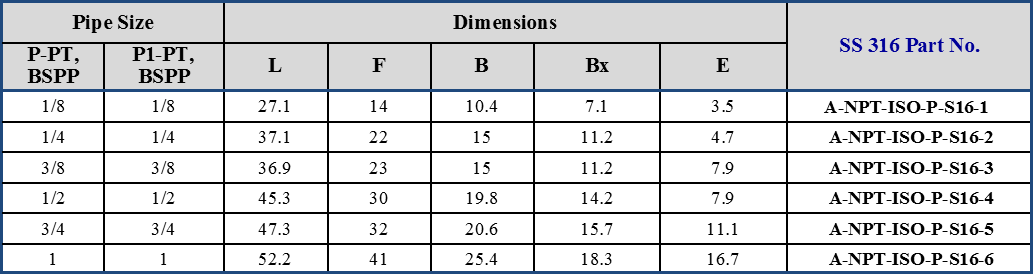 Pipe Size Dimensions SS 316 Part No.
P-PT, BSPP P1-PT, BSPP L F B Bx E
1/8 1/8 27.1 14 10.4 7.1 3.5 A-NPT-ISO-P-S16-1
1/4 1/4 37.1 22 15 11.2 4.7 A-NPT-ISO-P-S16-2
3/8 3/8 36.9 23 15 11.2 7.9 A-NPT-ISO-P-S16-3
1/2 1/2 45.3 30 19.8 14.2 7.9 A-NPT-ISO-P-S16-4
3/4 3/4 47.3 32 20.6 15.7 11.1 A-NPT-ISO-P-S16-5
1 1 52.2 41 25.4 18.3 16.7 A-NPT-ISO-P-S16-6